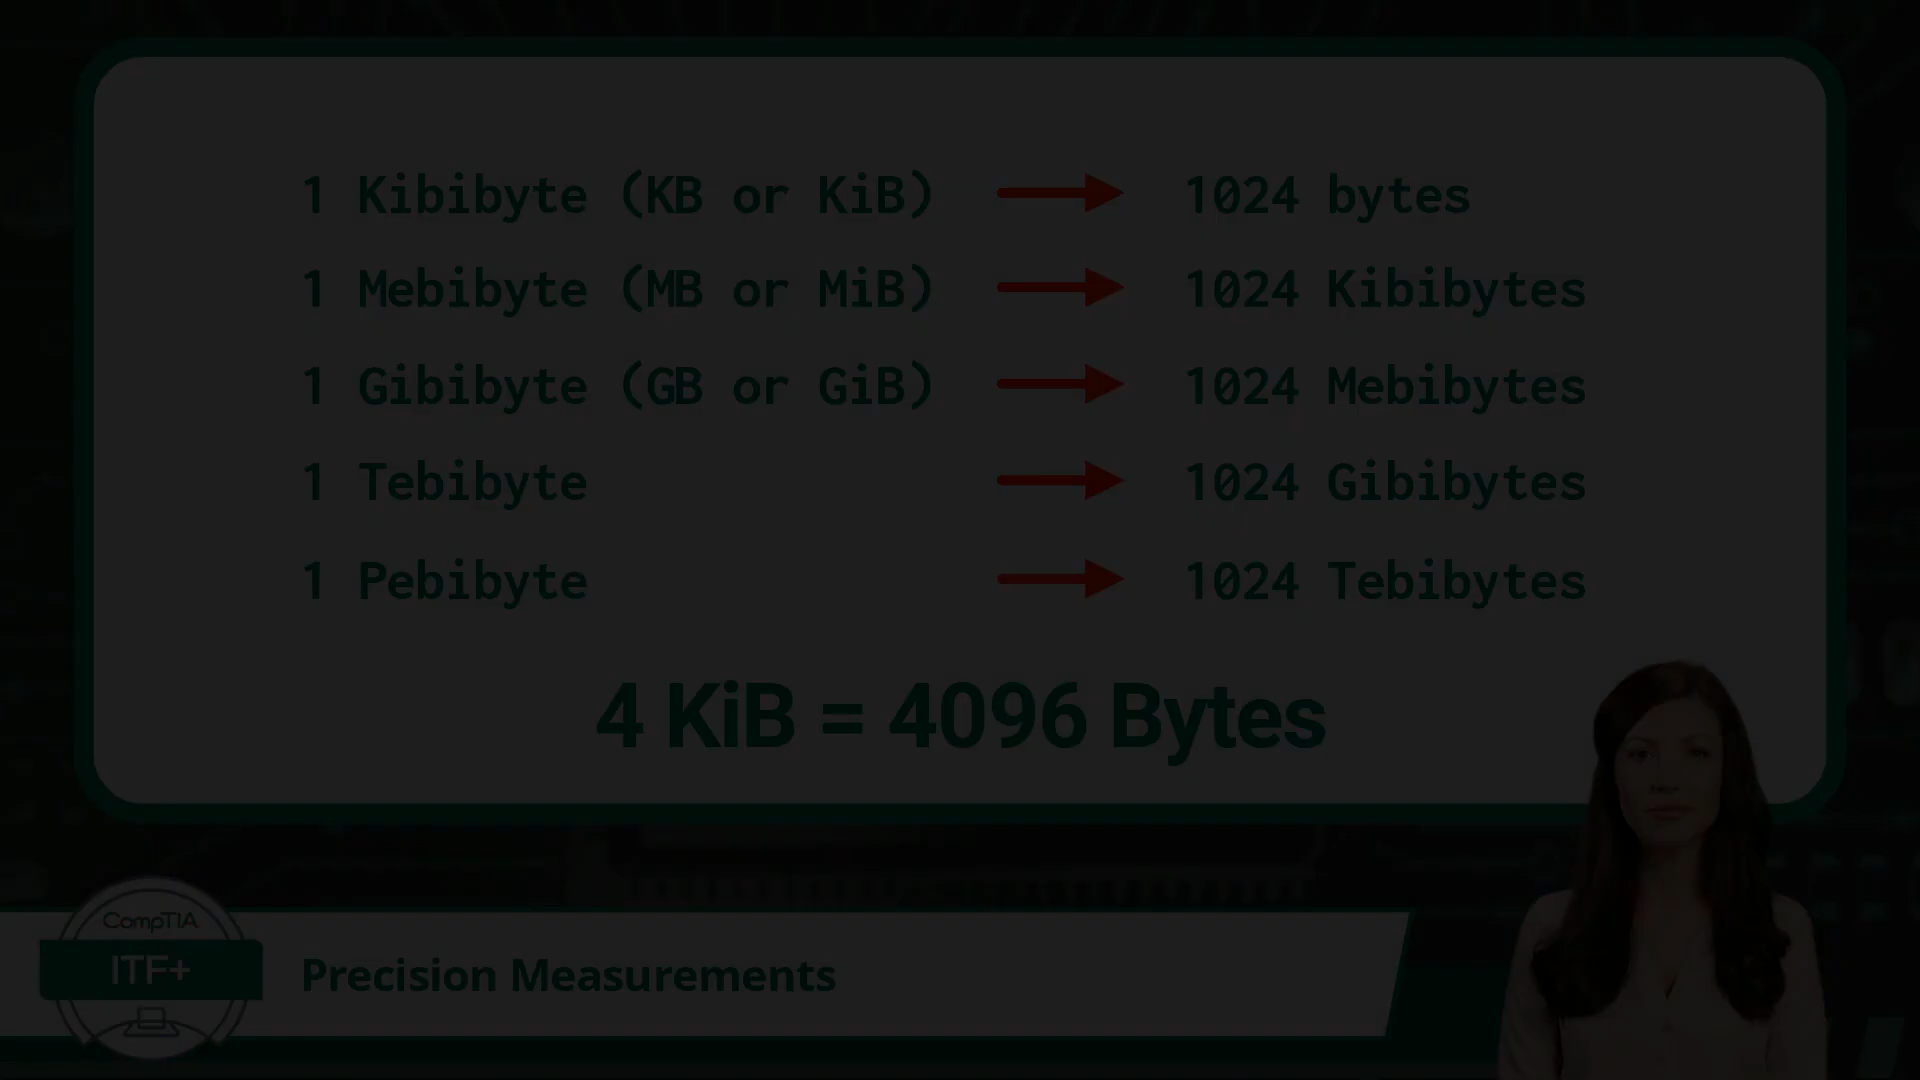 1 Kibibyte (KB or KiB) 1024 bytes
1 Mebibyte (MB or MiB) 1024 Kibibytes
1 Gibibyte (GB or GiB) 1024 Mebibytes
1 Tebibyte 1024 Gibibytes
1 Pebibyte 1024 Tebibytes
4 KiB = 4096 Bytes
CompTIA
ITF+
Precision Measurements